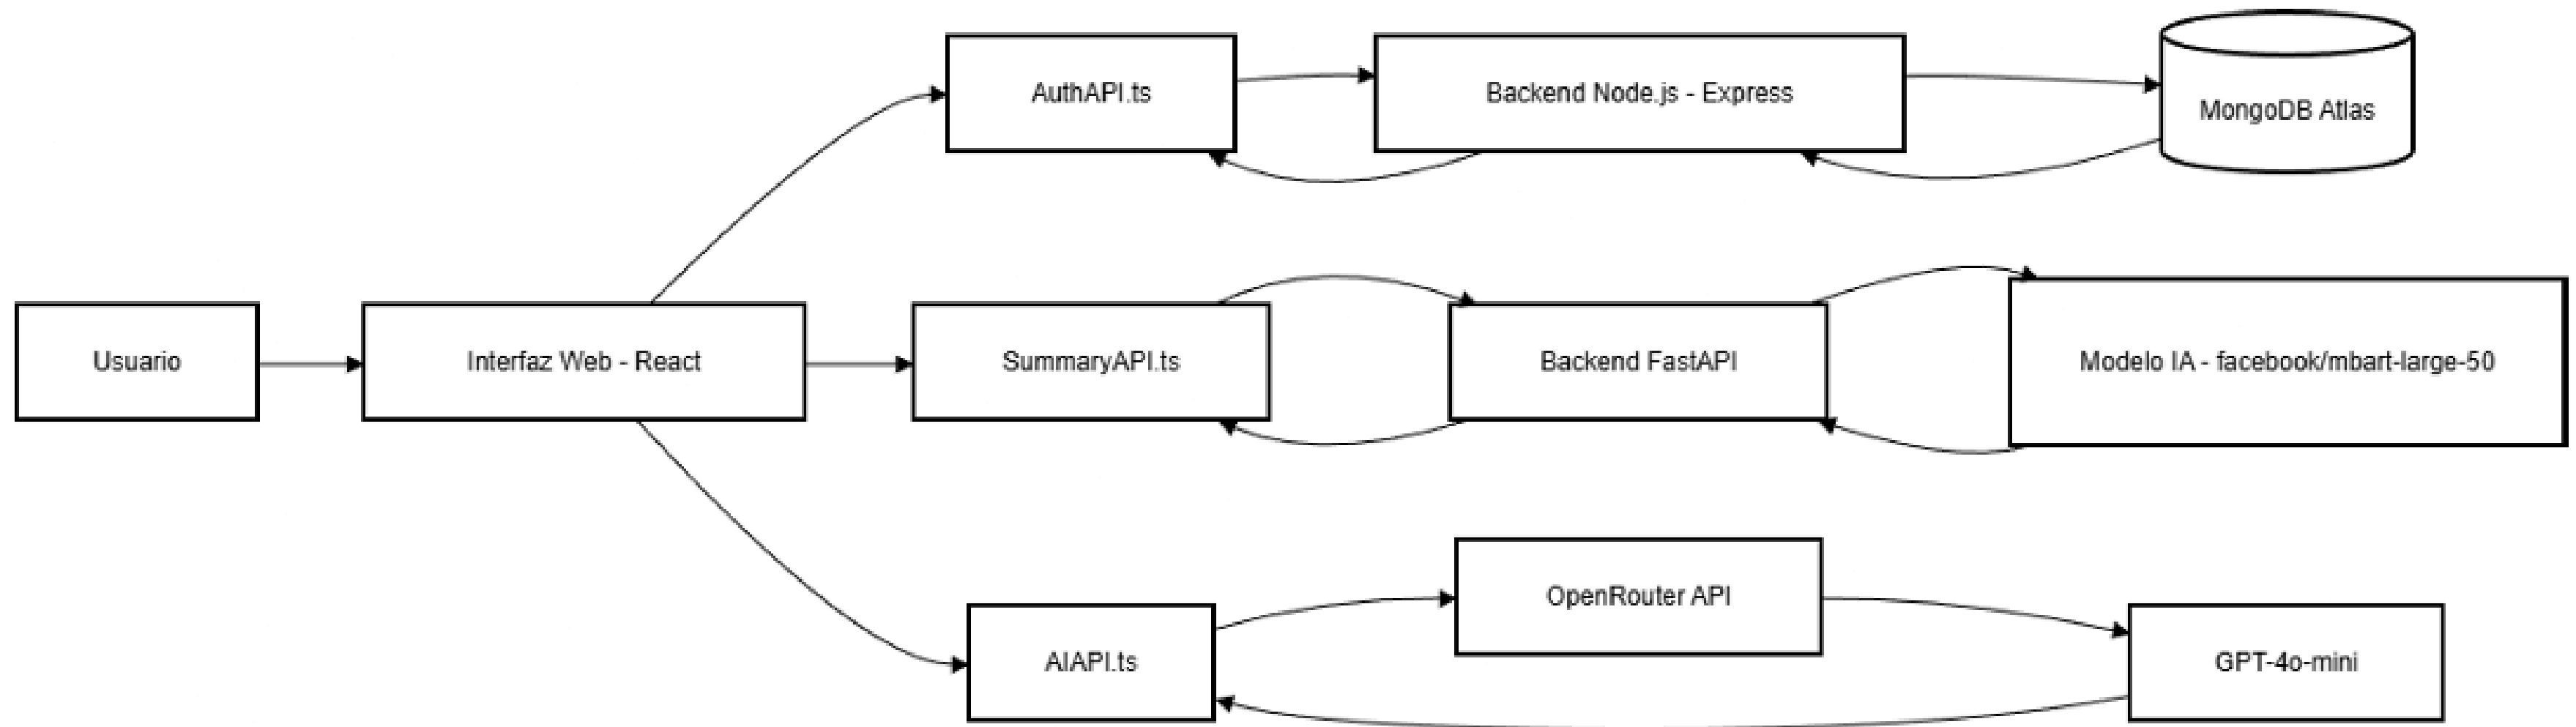 AuthAPI.ts
Backend Node.js - Express
MongoDB Atlas
Usuario
Interfaz Web - React
SummaryAPI.ts
Backend FastAPI
Modelo IA - facebook/mbart-large-50
OpenRouter API
AIAPI.ts
GPT-4o-mini